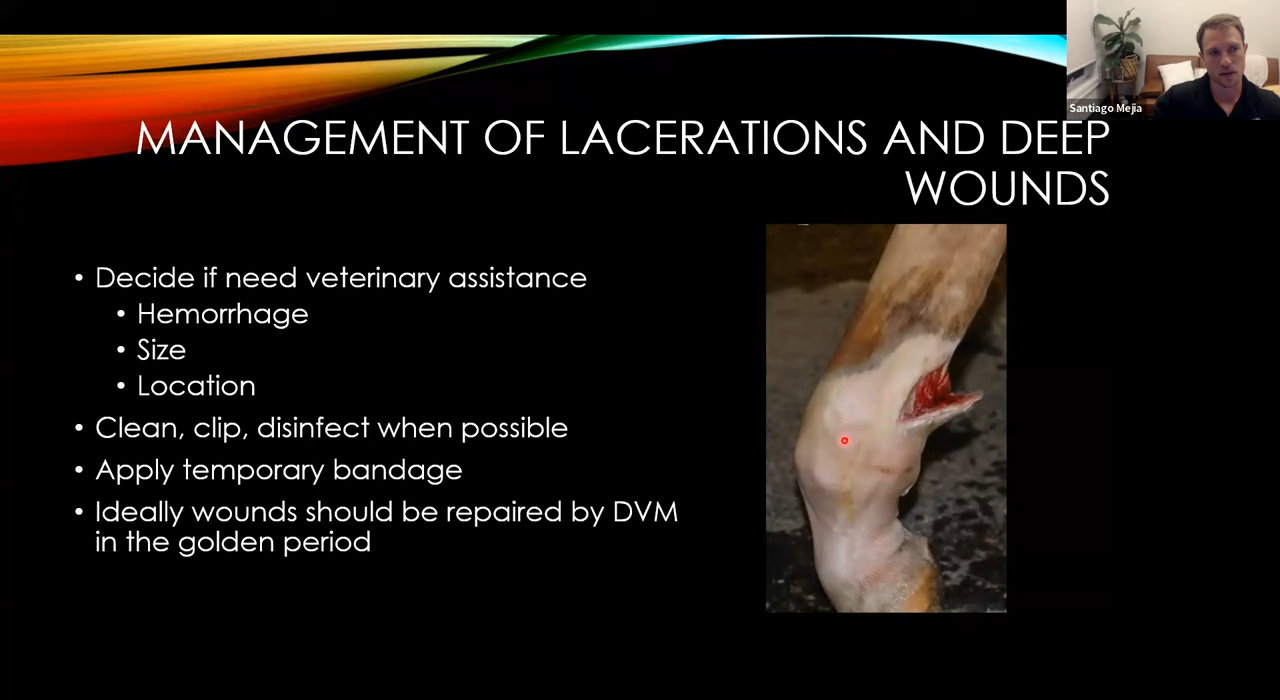 Santiago Mejia
MANAGEMENT OF LACERATIONS AND DEEP
WOUNDS
• Decide if need veterinary assistance
• Hemorrhage
• Size
• Location
• Clean, clip, disinfect when possible
• Apply temporary bandage
• Ideally wounds should be repaired by DVM
in the golden period